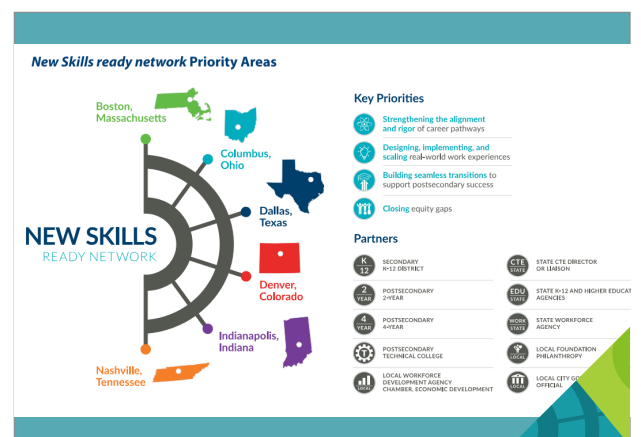 New Skills ready network Priority Areas
Boston,
Massachusetts
Columbus,
Ohio
Dallas,
Texas
Denver,
Colorado
Indianapolis,
Indiana
Nashville,
Tennessee
NEW SKILLS
READY NETWORK
Key Priorities
Strengthening the alignment
and rigor of career pathways
Designing, implementing, and
scaling real-world work experiences
Building seamless transitions to
support postsecondary success
Closing equity gaps
Partners
K
12
SECONDARY
K-12 DISTRICT
2
YEAR
POSTSECONDARY
2-YEAR
4
YEAR
POSTSECONDARY
4-YEAR
POSTSECONDARY
TECHNICAL COLLEGE
LOCAL
LOCAL WORKFORCE
DEVELOPMENT AGENCY
CHAMBER, ECONOMIC DEVELOPMENT
CTE
STATE
STATE CTE DIRECTOR
OR LIAISON
EDU
STATE
STATE K-12 AND HIGHER
AGENCIES
WORK
STATE
STATE WORKFORCE
AGENCY
LOCAL
LOCAL FOUNDATION
PHILANTHROPY
LOCAL
LOCAL CITY
OFFICIAL